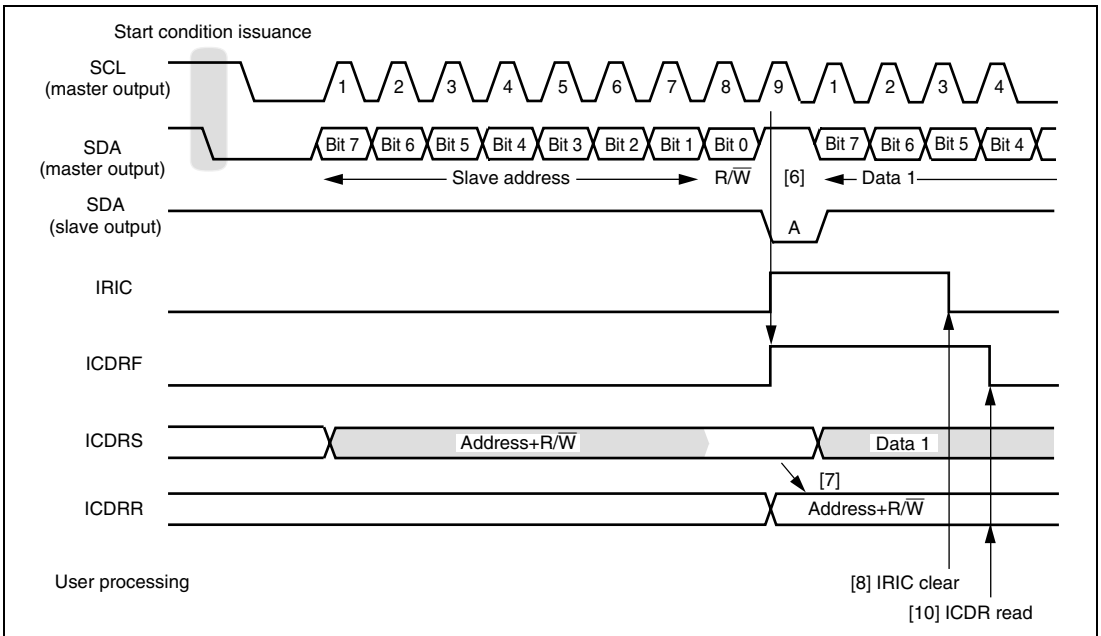 Start condition issuance
SCL
(master output)
1 2 3 4 5 6 7 8 9 1 2 3 4
SDA
(master output)
Bit 7 Bit 6 Bit 5 Bit 4 Bit 3 Bit 2 Bit 1 Bit 0 Bit 7 Bit 6 Bit 5 Bit 4
Slave address R/W̅ [6] Data 1
SDA
(slave output)
A
IRIC
ICDRF
ICDRS
Address+R/W̅ Data 1
[7]
ICDRR
Address+R/W̅
User processing
[8] IRIC clear
[10] ICDR read